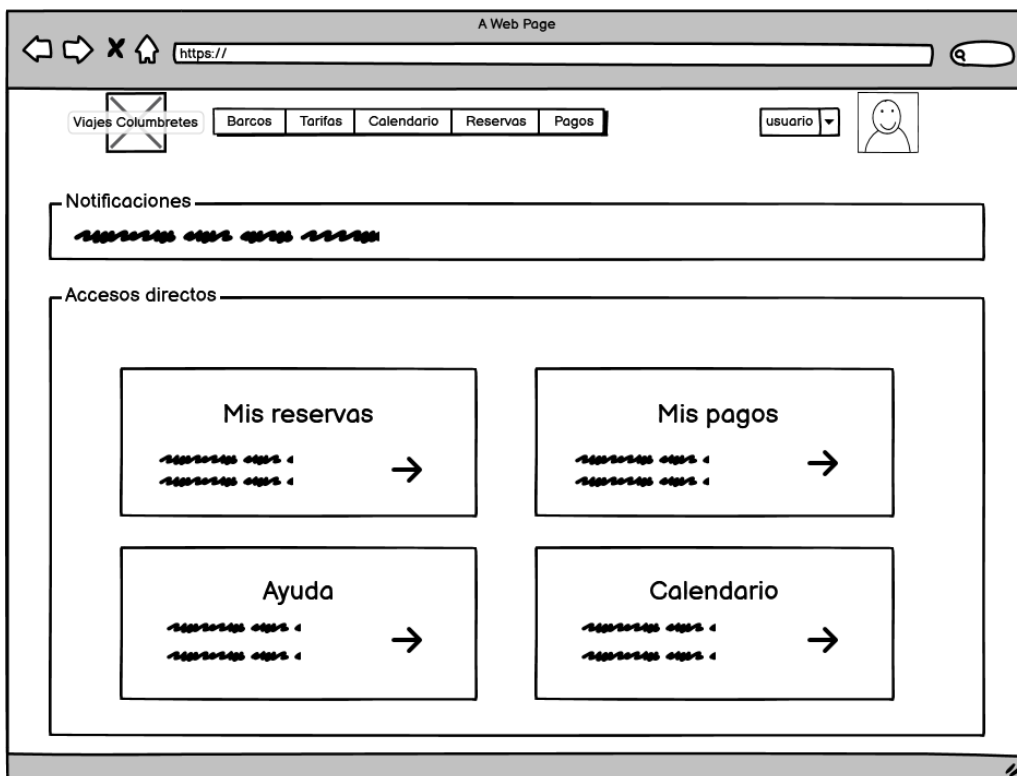 A Web Page
https://
Viajes Columbretes
Barcos Tarifas Calendario Reservas Pagos
usuario
Notificaciones
Accesos directos
Mis reservas
Mis pagos
Ayuda
Calendario